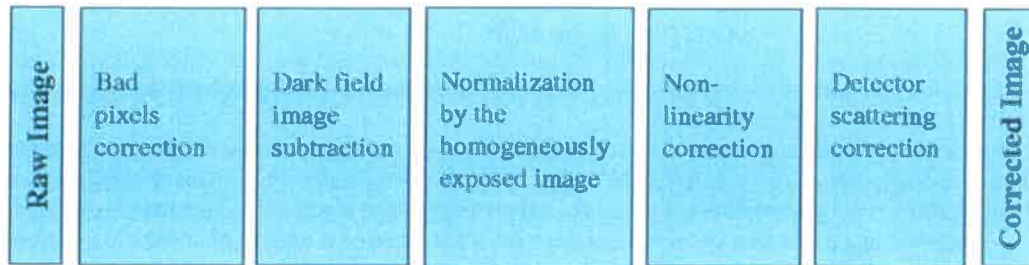 Raw Image
Bad
pixels
correction
Dark field
image
subtraction
Normalization
by the
homogeneously
exposed image
Non-
linearity
correction
Detector
scattering
correction
Corrected Image